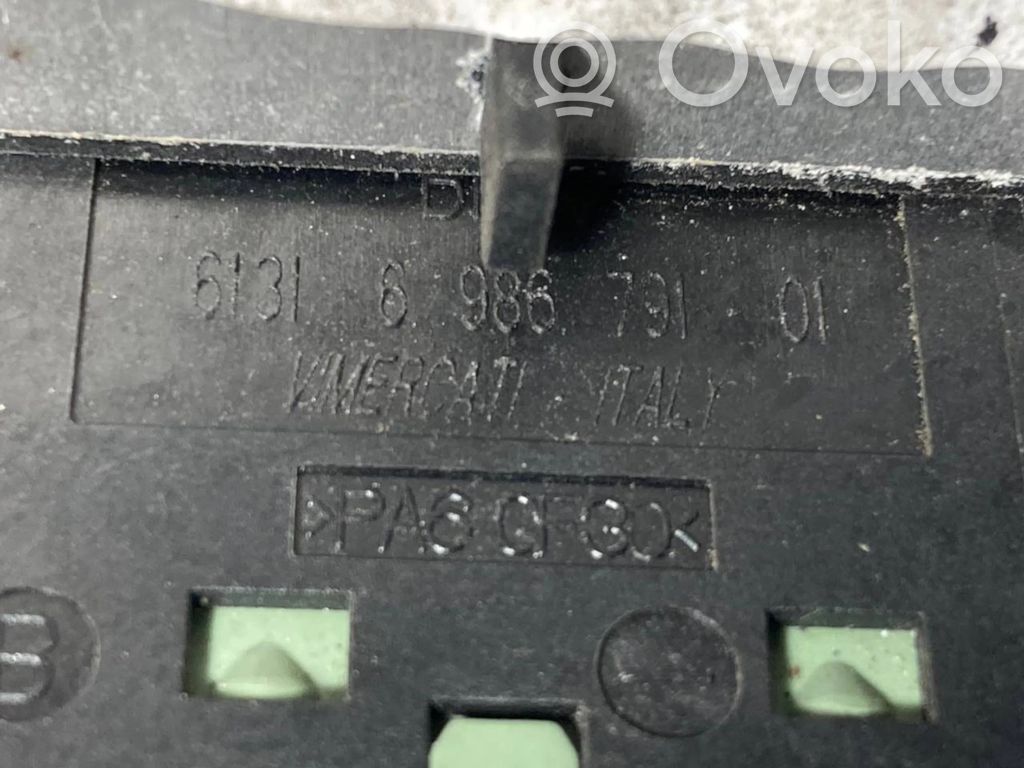 Ovoko
6131 6 986 791 01
VIMERCATI ITALY
>PA6 GF30<
B